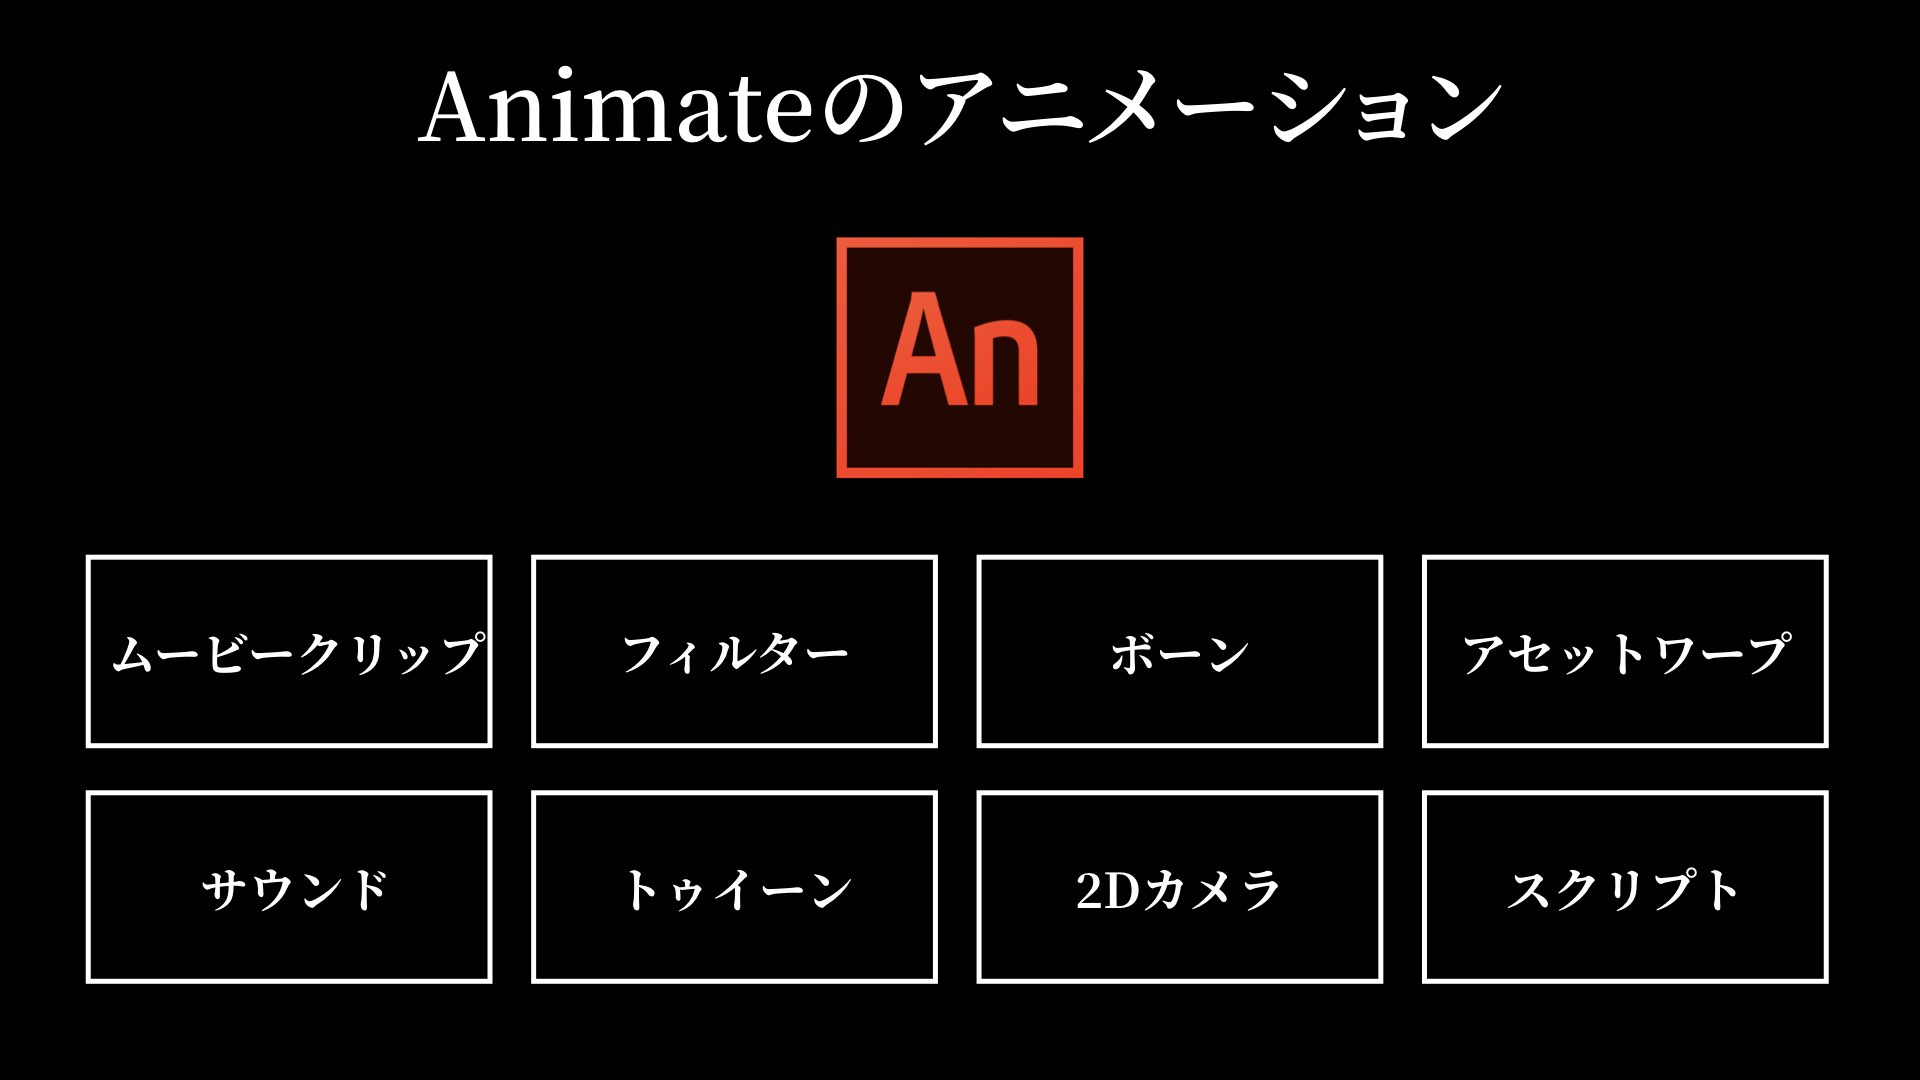 Animateのアニメーション
An
ムービークリップ
フィルター
ボーン
アセットワープ
サウンド
トゥイーン
2Dカメラ
スクリプト